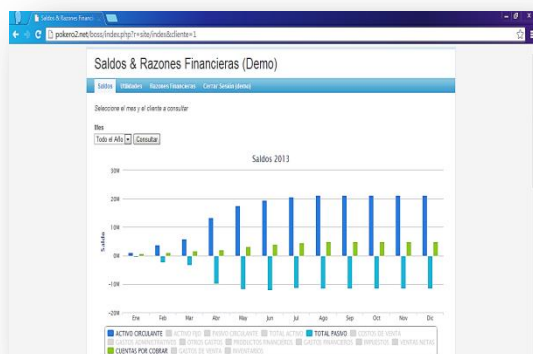 Saldos & Razones Financi
pokero2.net/boss/index.php?r=site/index&cliente=1
Saldos & Razones Financieras (Demo)
Saldos Utilidades Razones Financieras Cerrar Sesión (demo)
Seleccione el mes y el cliente a consultar
Mes
Todo el Año Consultar
Saldos 2013
30M
20M
10M
0M
-10M
-20M
Saldo
Ene Feb Mar Abr May Jun Jul Ago Sep Oct Nov Dic
ACTIVO CIRCULANTE ACTIVO FIJO PASIVO CIRCULANTE TOTAL ACTIVO TOTAL PASIVO COSTOS DE VENTA
GASTOS ADMINISTRATIVOS OTROS GASTOS PRODUCTOS FINANCIEROS GASTOS FINANCIEROS IMPUESTOS VENTAS NETAS
CUENTAS POR COBRAR GASTOS DE VENTA INVENTARIOS